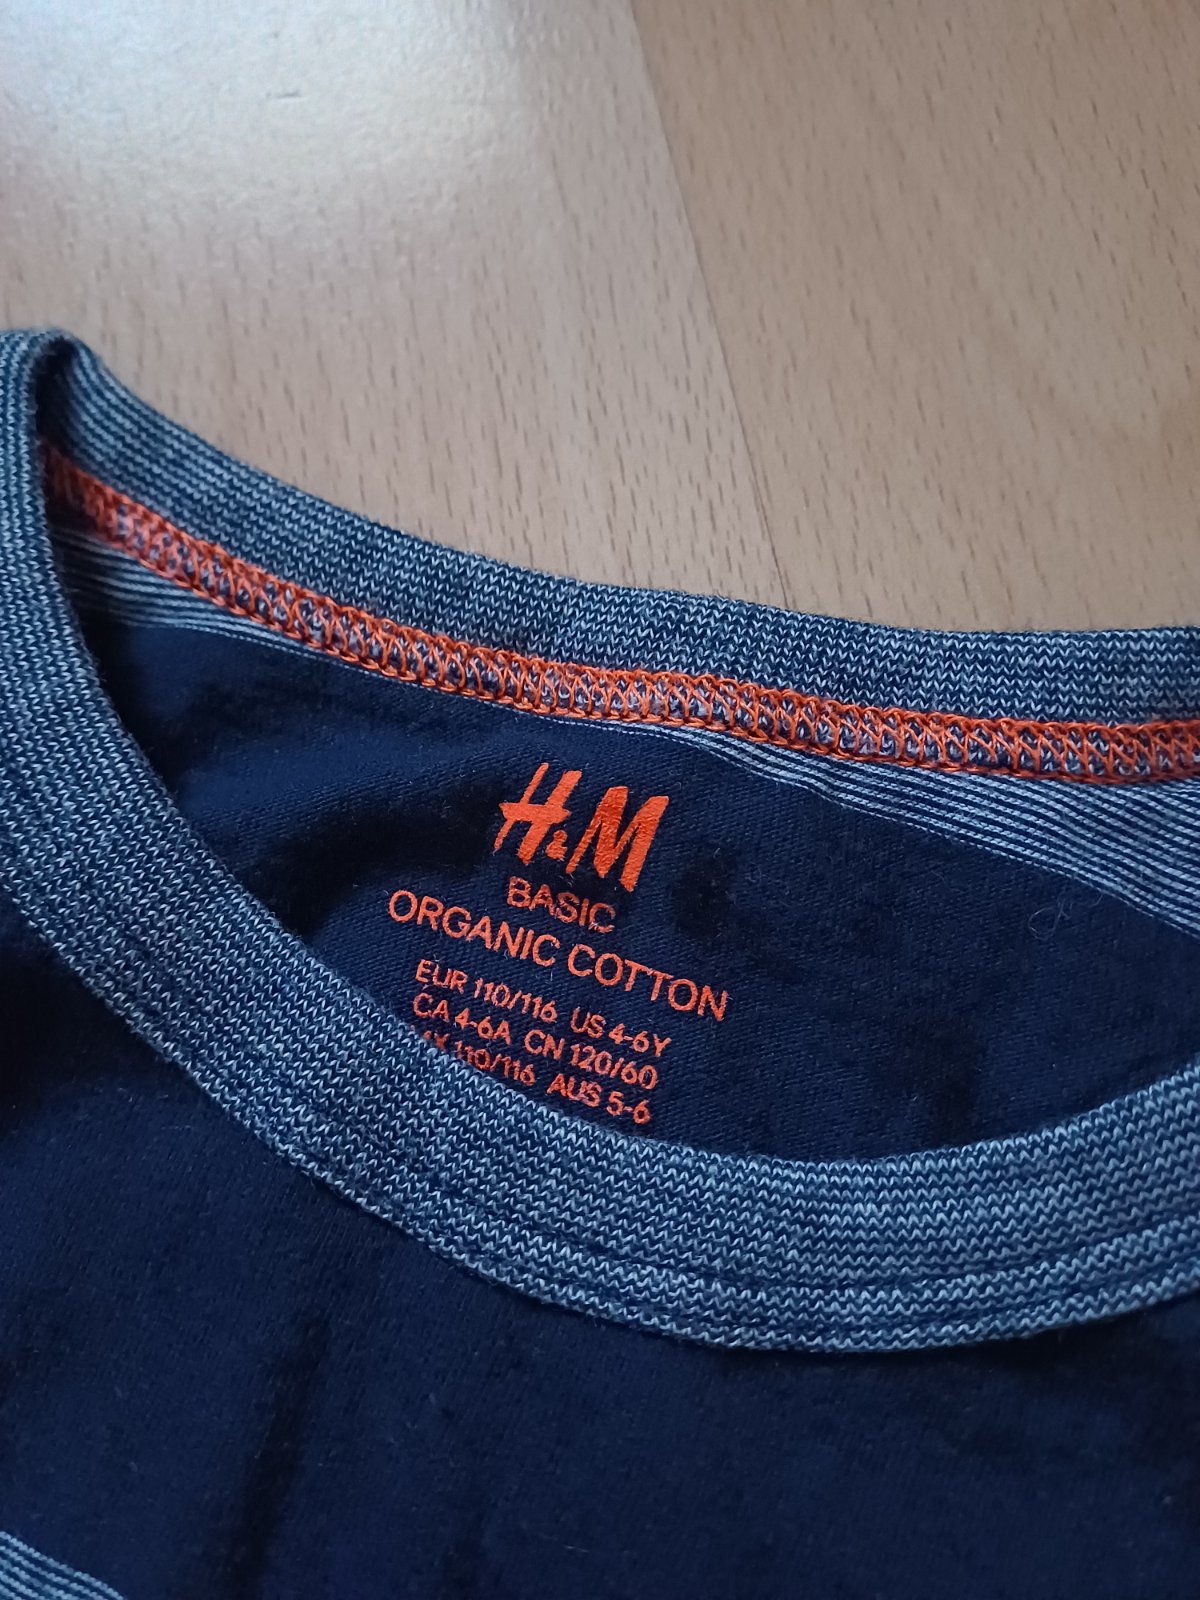 H&M
BASIC
ORGANIC COTTON
EUR 110/116 US 4-6Y
CA 4-6A CN 120/60
110/116 AUS 5-6